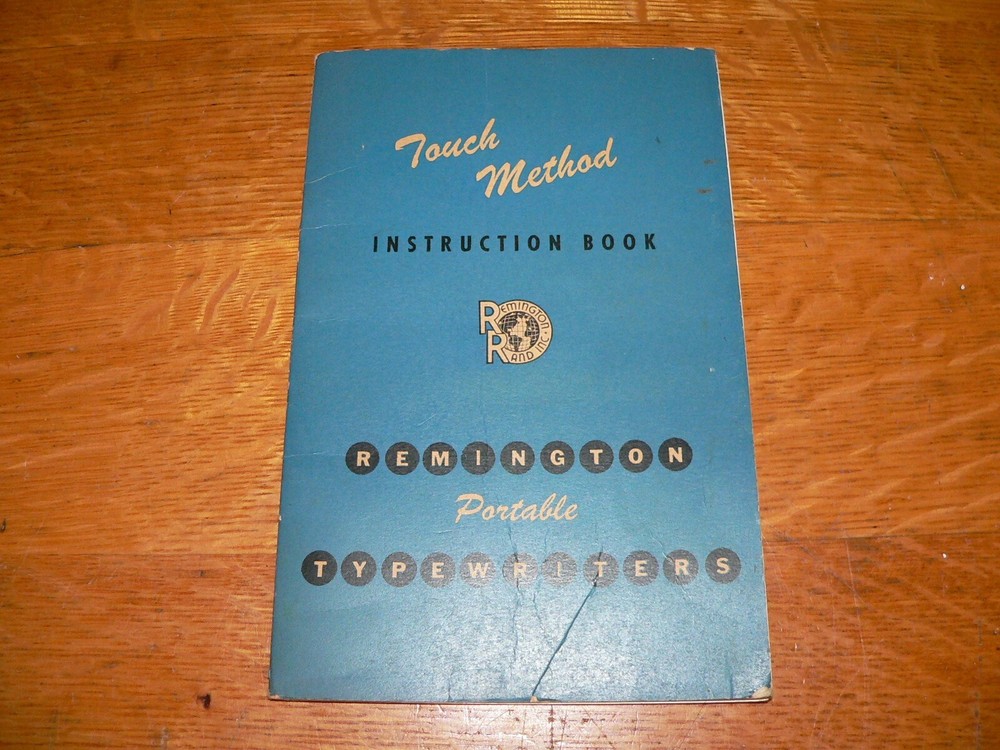 Touch
Method
INSTRUCTION BOOK
REMINGTON
RAND INC.
REMINGTON
Portable
TYPEWRITERS